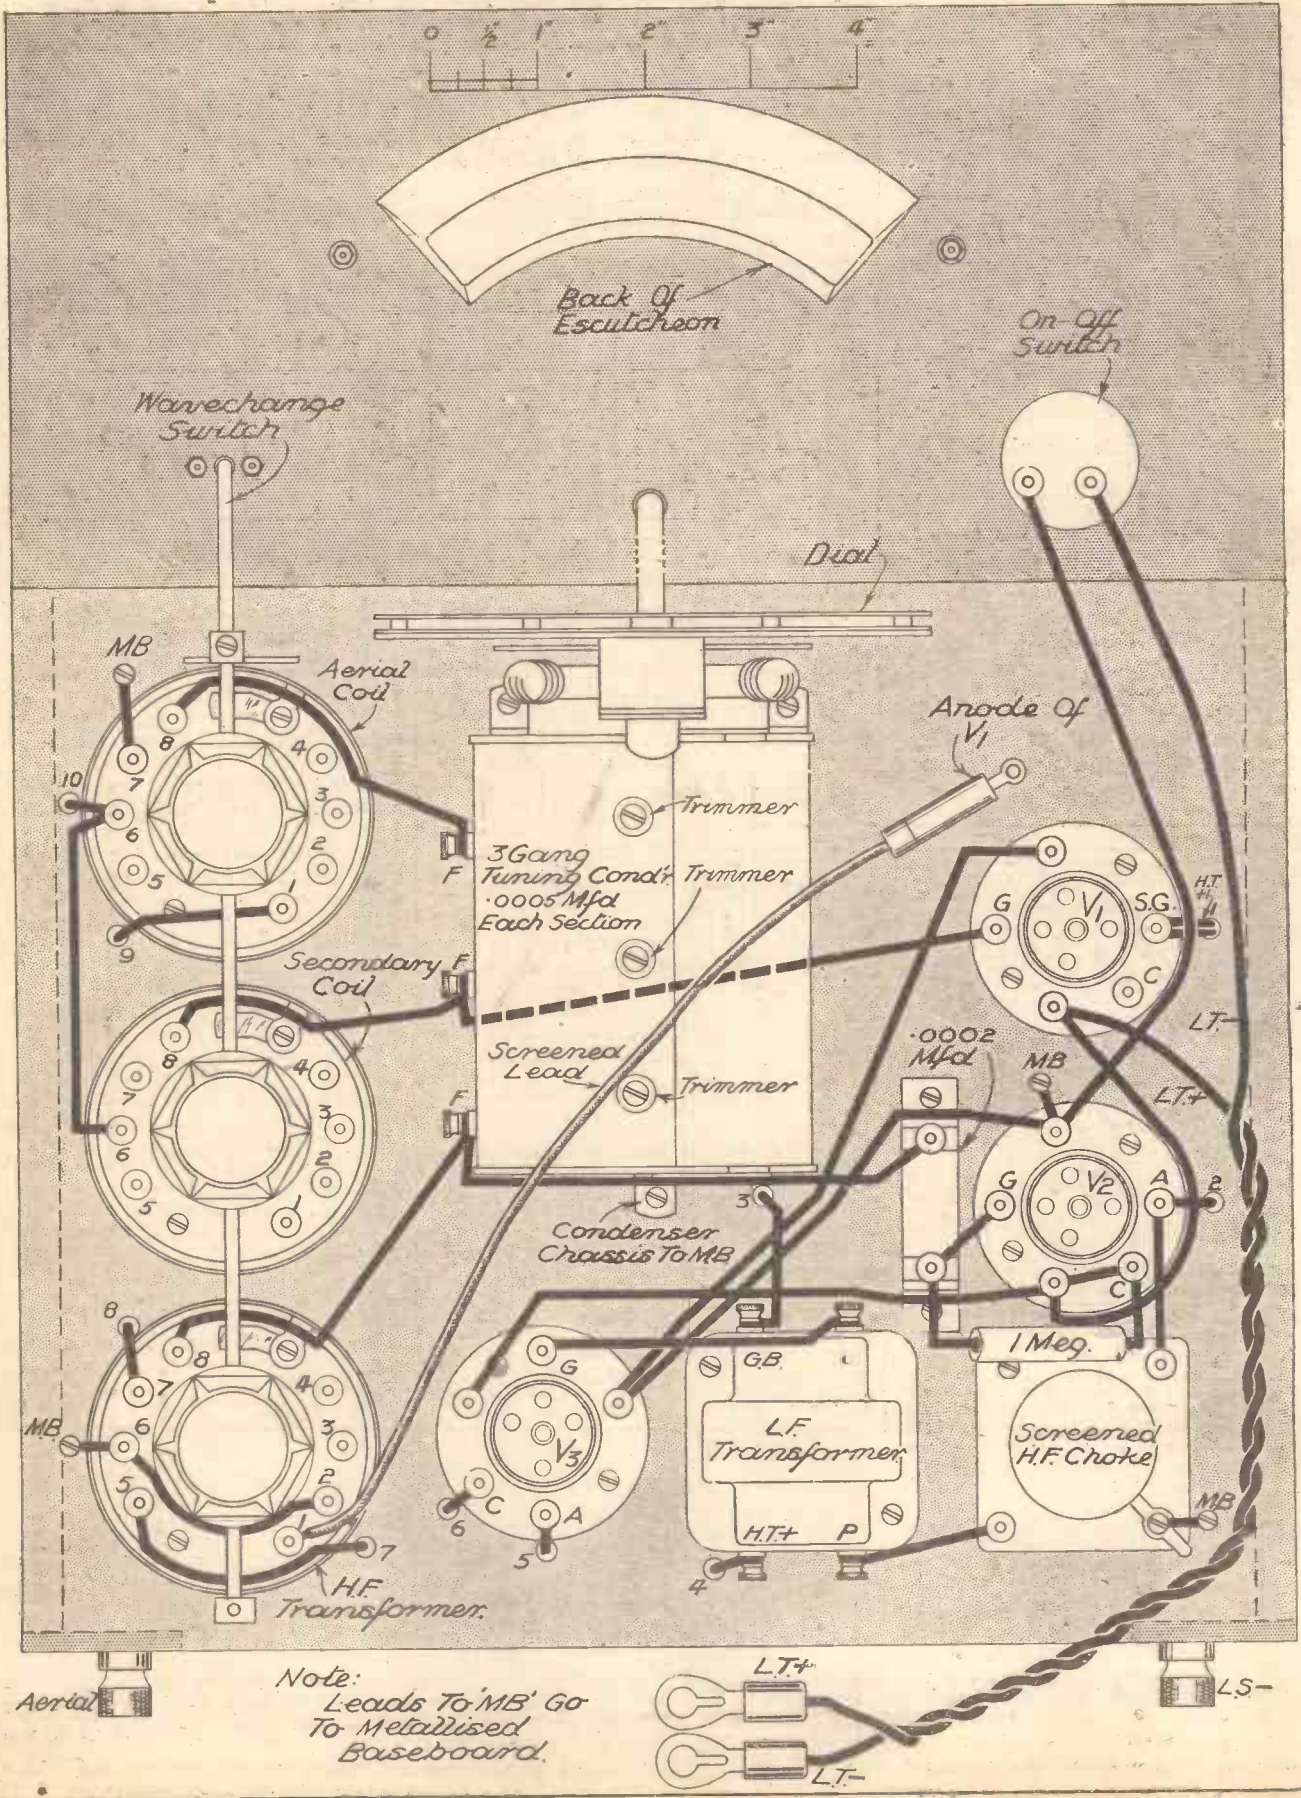 0 ½ 1" 2" 3" 4"
Back Of
Escutcheon
On-Off
Switch
Wavechange
Switch
Dial
MB
Aerial
Coil
Anode Of
V1
8
4
7
10
3
6
2
5
1
9
F
Trimmer
3 Gang
Tuning Cond'r
.0005 Mfd
Each Section
Trimmer
G
V1
S.G.
H.T.
+
1
C
Secondary
Coil
F
8
4
7
3
6
2
5
1
Screened
Lead
Trimmer
F
.0002
Mfd
MB
L.T.-
L.T.+
G
V2
A
2
C
3
Condenser
Chassis To MB
8
8
4
7
MB
6
3
5
2
1
7
H.F.
Transformer.
G
V3
C
6
A
5
G.B.
L.F.
Transformer.
H.T.+
P
4
1 Meg.
Screened
H.F. Choke
MB
Aerial
Note:
Leads To 'MB' Go
To Metallised
Baseboard.
L.T.+
L.T.-
L.S-